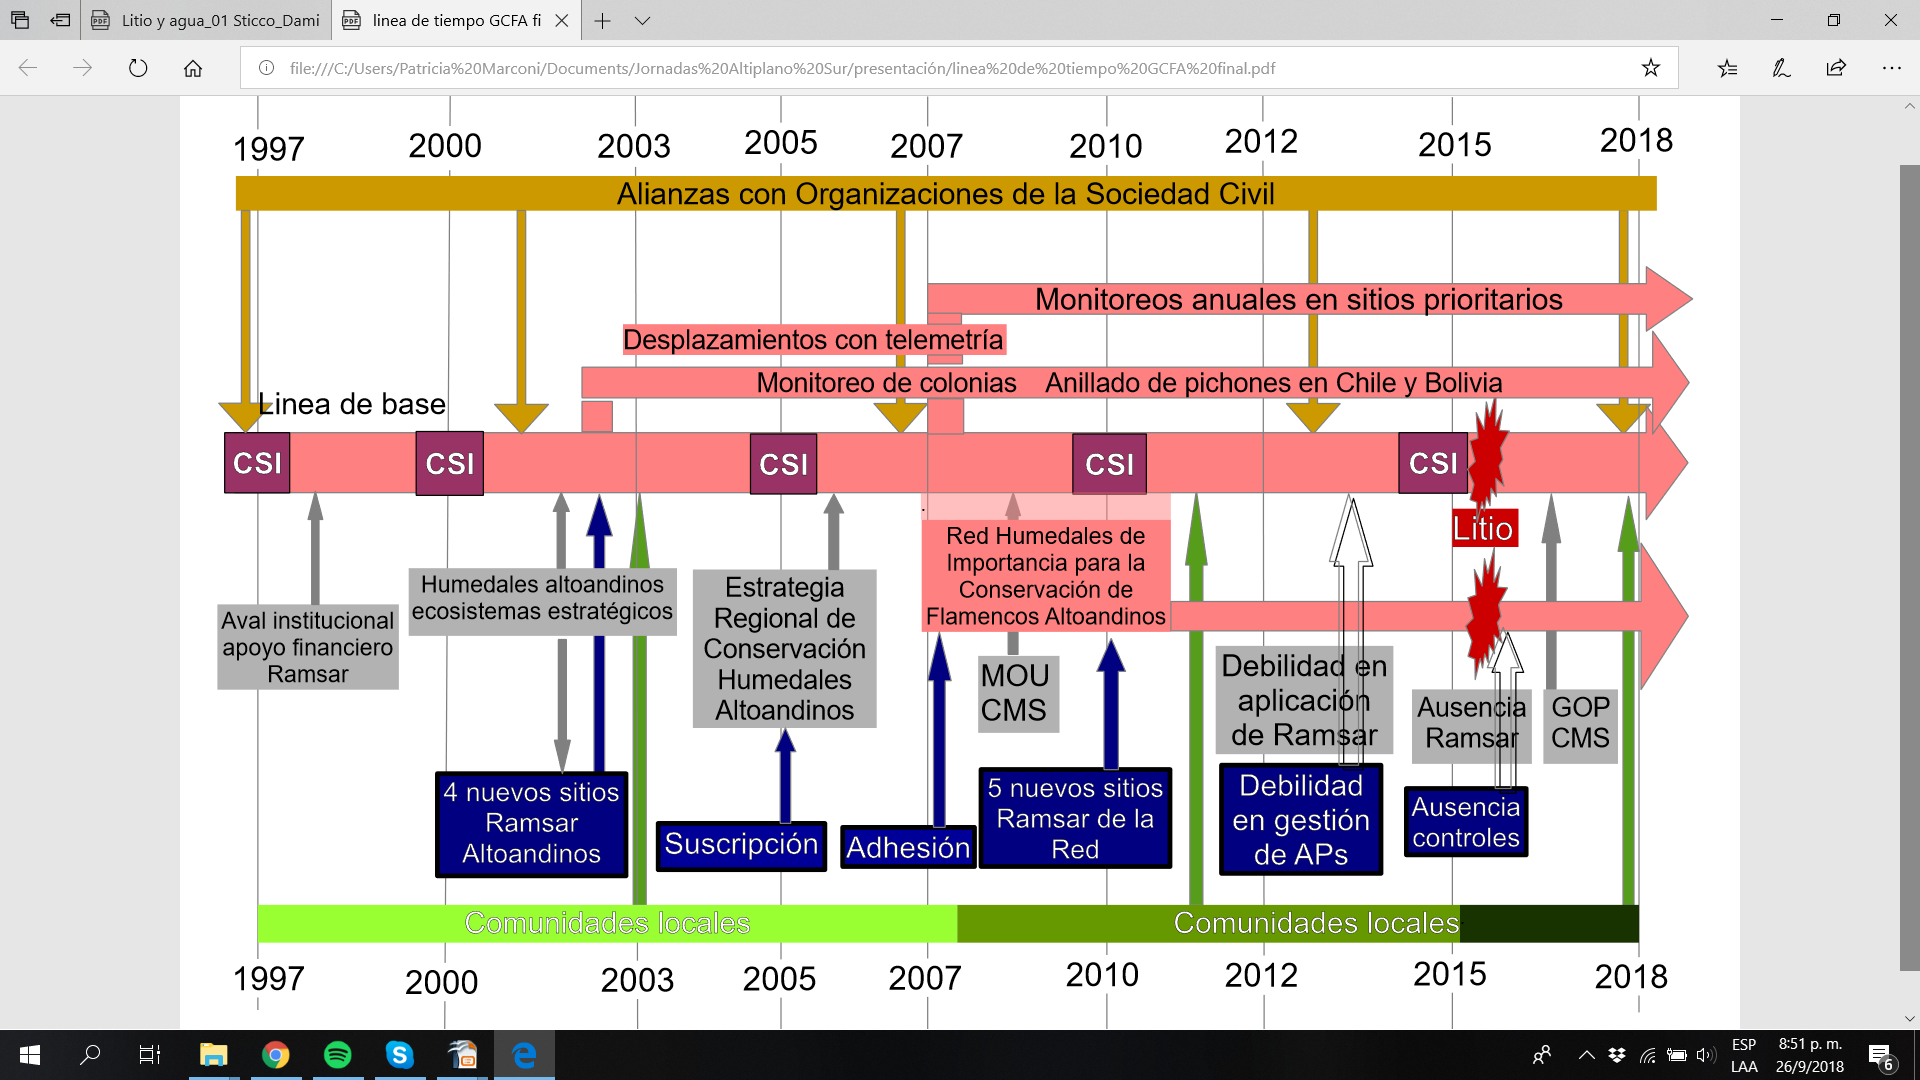 Litio y agua_01 Sticco_Dami
linea de tiempo GCFA fi
file:///C:/Users/Patricia%20Marconi/Documents/Jornadas%20Altiplano%20Sur/presentación/linea%20de%20tiempo%20GCFA%20final.pdf
1997 2000 2003 2005 2007 2010 2012 2015 2018
Alianzas con Organizaciones de la Sociedad Civil
Monitoreos anuales en sitios prioritarios
Desplazamientos con telemetría
Monitoreo de colonias Anillado de pichones en Chile y Bolivia
Linea de base
CSI CSI CSI CSI CSI
Litio
Aval institucional
apoyo financiero
Ramsar
Humedales altoandinos
ecosistemas estratégicos
Estrategia
Regional de
Conservación
Humedales
Altoandinos
Red Humedales de
Importancia para la
Conservación de
Flamencos Altoandinos
MOU
CMS
Debilidad en
aplicación
de Ramsar
Ausencia
Ramsar
GOP
CMS
4 nuevos sitios
Ramsar
Altoandinos
Suscripción
Adhesión
5 nuevos sitios
Ramsar de la
Red
Debilidad
en gestión
de APs
Ausencia
controles
Comunidades locales Comunidades locales
1997 2000 2003 2005 2007 2010 2012 2015 2018
ESP
LAA
8:51 p. m.
26/9/2018
6